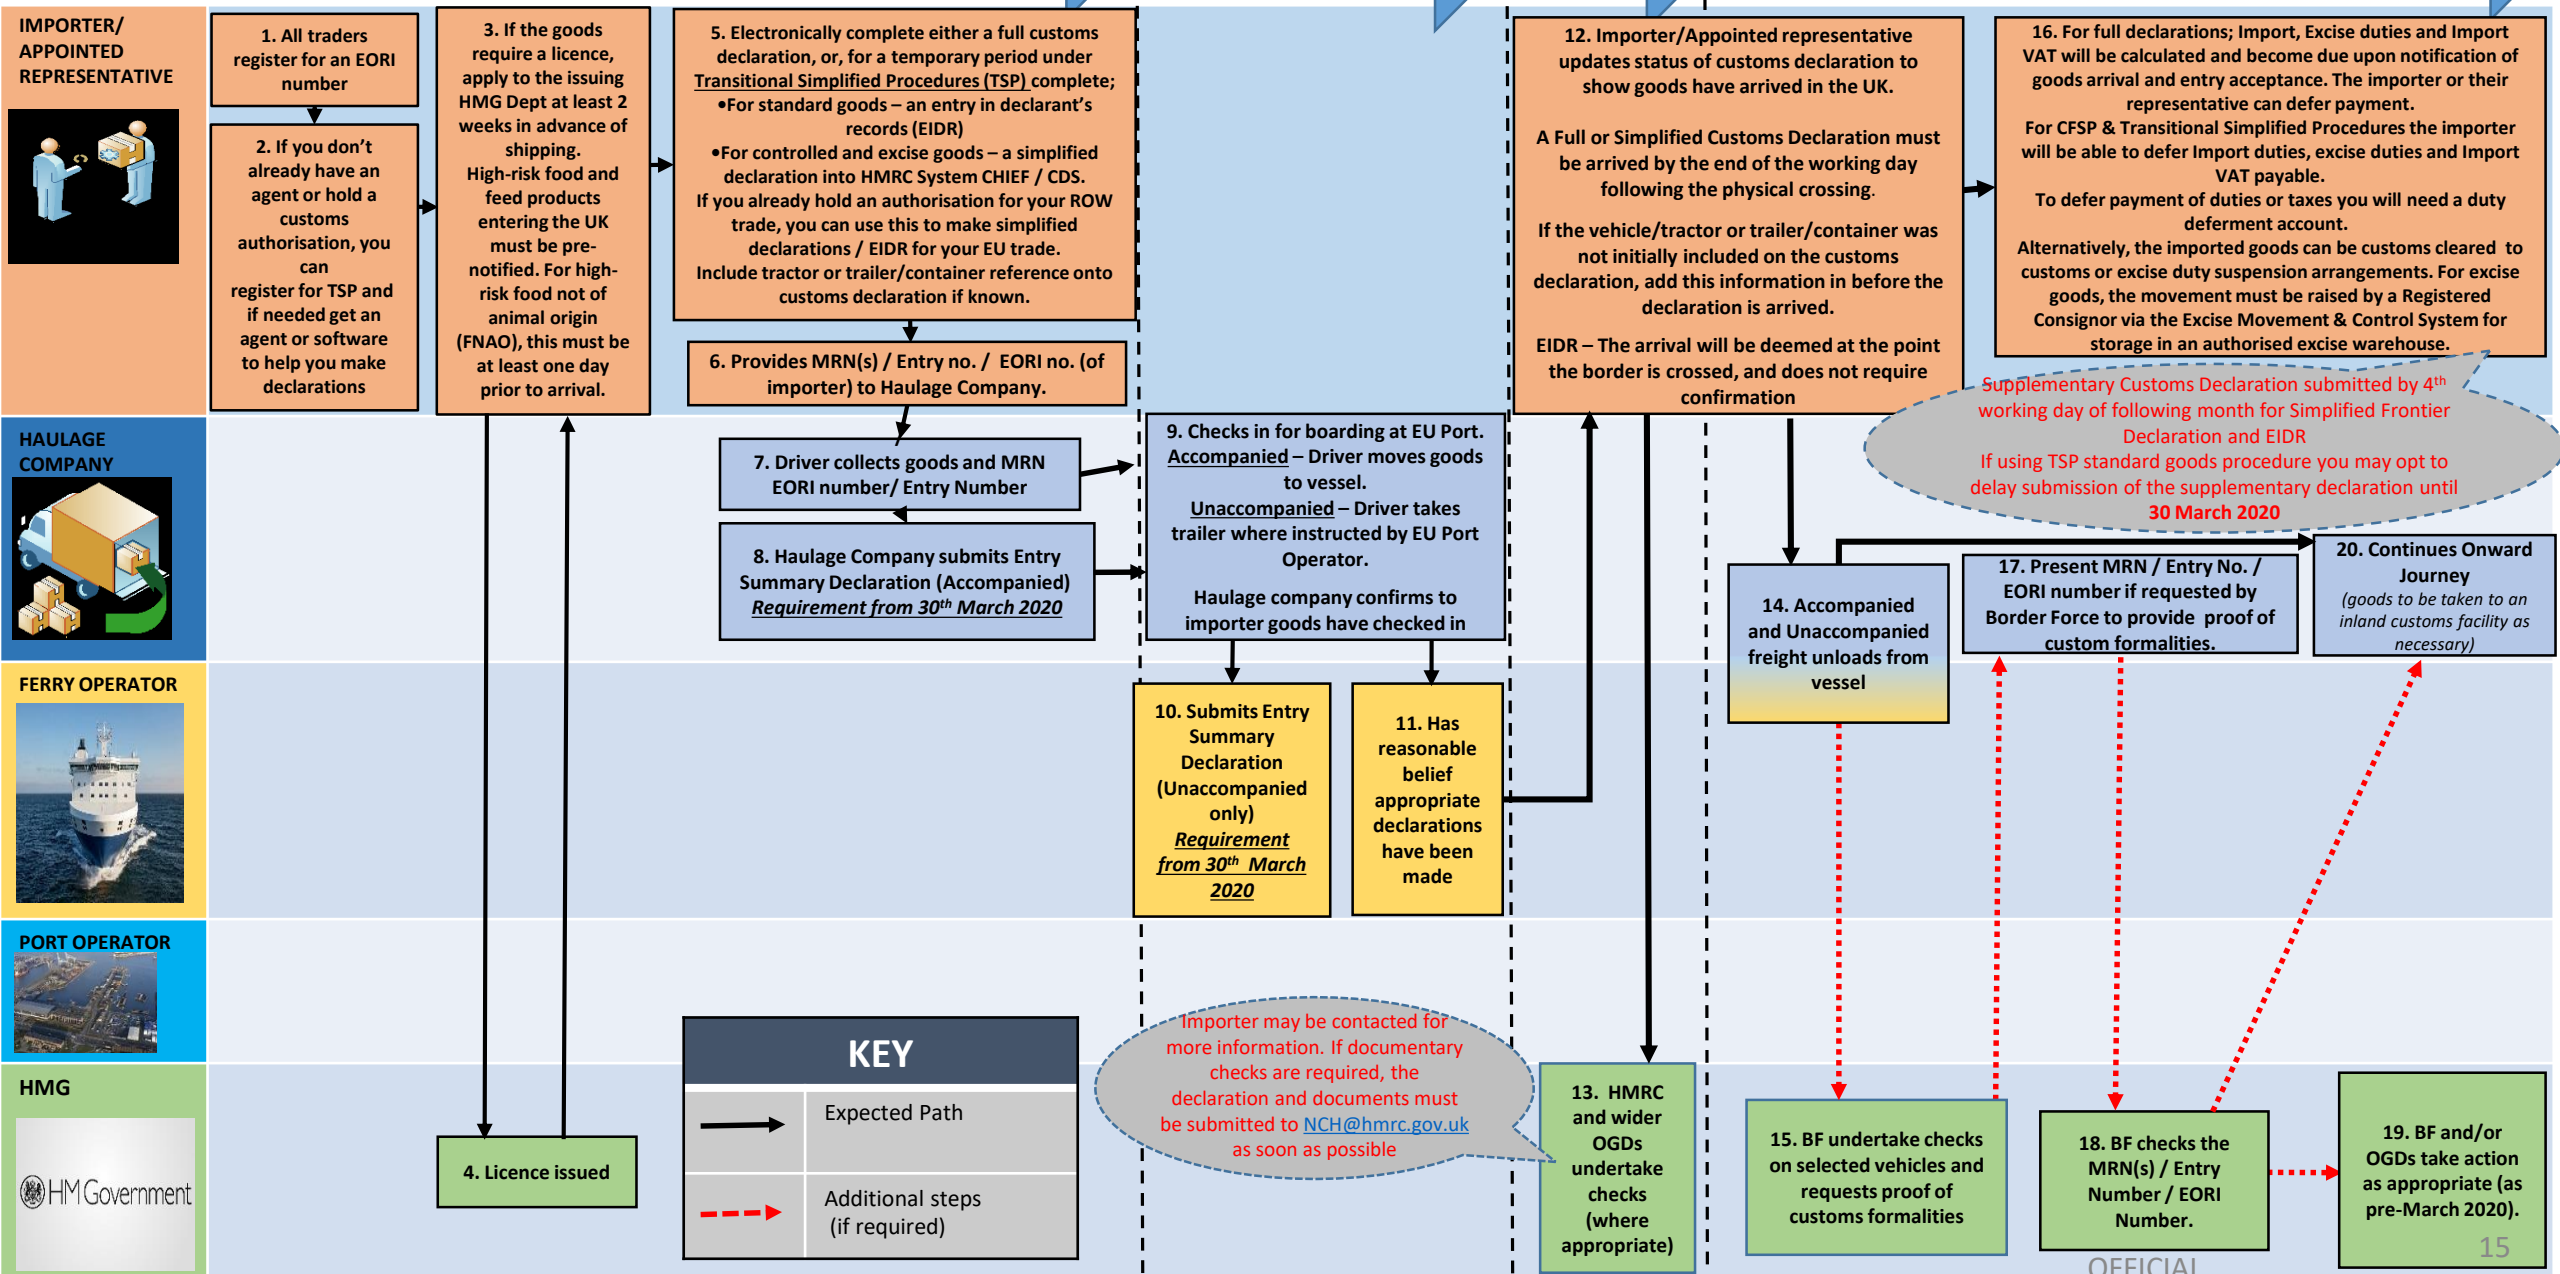 IMPORTER/
APPOINTED
REPRESENTATIVE
1. All traders
register for an EORI
number
2. If you don’t
already have an
agent or hold a
customs
authorisation, you
can
register for TSP and
if needed get an
agent or software
to help you make
declarations
3. If the goods
require a licence,
apply to the issuing
HMG Dept at least 2
weeks in advance of
shipping.
High-risk food and
feed products
entering the UK
must be pre-
notified. For high-
risk food not of
animal origin
(FNAO), this must be
at least one day
prior to arrival.
5. Electronically complete either a full customs
declaration, or, for a temporary period under
Transitional Simplified Procedures (TSP) complete;
•For standard goods – an entry in declarant’s
records (EIDR)
•For controlled and excise goods – a simplified
declaration into HMRC System CHIEF / CDS.
If you already hold an authorisation for your ROW
trade, you can use this to make simplified
declarations / EIDR for your EU trade.
Include tractor or trailer/container reference onto
customs declaration if known.
6. Provides MRN(s) / Entry no. / EORI no. (of
importer) to Haulage Company.
12. Importer/Appointed representative
updates status of customs declaration to
show goods have arrived in the UK.
A Full or Simplified Customs Declaration must
be arrived by the end of the working day
following the physical crossing.
If the vehicle/tractor or trailer/container was
not initially included on the customs
declaration, add this information in before the
declaration is arrived.
EIDR – The arrival will be deemed at the point
the border is crossed, and does not require
confirmation
16. For full declarations; Import, Excise duties and Import
VAT will be calculated and become due upon notification of
goods arrival and entry acceptance. The importer or their
representative can defer payment.
For CFSP & Transitional Simplified Procedures the importer
will be able to defer Import duties, excise duties and Import
VAT payable.
To defer payment of duties or taxes you will need a duty
deferment account.
Alternatively, the imported goods can be customs cleared to
customs or excise duty suspension arrangements. For excise
goods, the movement must be raised by a Registered
Consignor via the Excise Movement & Control System for
storage in an authorised excise warehouse.
Supplementary Customs Declaration submitted by 4th
working day of following month for Simplified Frontier
Declaration and EIDR
If using TSP standard goods procedure you may opt to
delay submission of the supplementary declaration until
30 March 2020
HAULAGE
COMPANY
7. Driver collects goods and MRN
EORI number/ Entry Number
8. Haulage Company submits Entry
Summary Declaration (Accompanied)
Requirement from 30th March 2020
9. Checks in for boarding at EU Port.
Accompanied – Driver moves goods
to vessel.
Unaccompanied – Driver takes
trailer where instructed by EU Port
Operator.
Haulage company confirms to
importer goods have checked in
14. Accompanied
and Unaccompanied
freight unloads from
vessel
17. Present MRN / Entry No. /
EORI number if requested by
Border Force to provide proof of
custom formalities.
20. Continues Onward
Journey
(goods to be taken to an
inland customs facility as
necessary)
FERRY OPERATOR
10. Submits Entry
Summary
Declaration
(Unaccompanied
only)
Requirement
from 30th March
2020
11. Has
reasonable
belief
appropriate
declarations
have been
made
PORT OPERATOR
HMG
HM Government
4. Licence issued
KEY
Expected Path
Additional steps
(if required)
Importer may be contacted for
more information. If documentary
checks are required, the
declaration and documents must
be submitted to NCH@hmrc.gov.uk
as soon as possible
13. HMRC
and wider
OGDs
undertake
checks
(where
appropriate)
15. BF undertake checks
on selected vehicles and
requests proof of
customs formalities
18. BF checks the
MRN(s) / Entry
Number / EORI
Number.
19. BF and/or
OGDs take action
as appropriate (as
pre-March 2020).
15
OFFICIAL